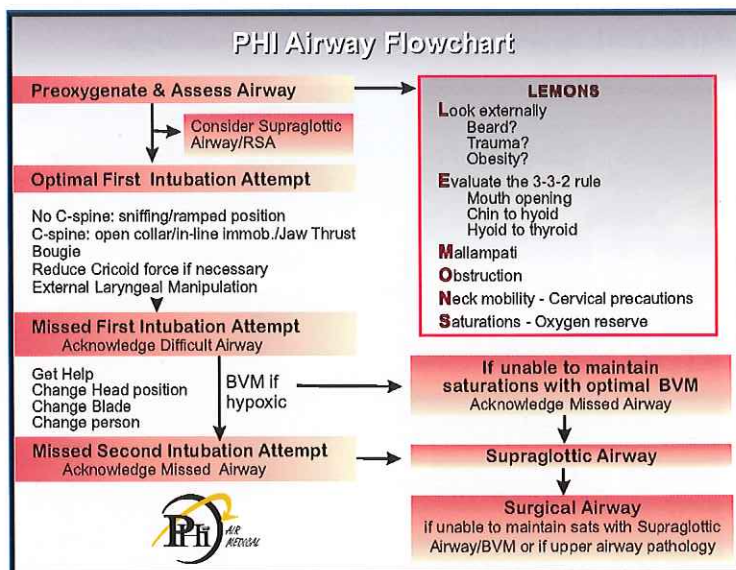 PHI Airway Flowchart
Preoxygenate & Assess Airway
Consider Supraglottic
Airway/RSA
Optimal First Intubation Attempt
No C-spine: sniffing/ramped position
C-spine: open collar/in-line immob./Jaw Thrust
Bougie
Reduce Cricoid force if necessary
External Laryngeal Manipulation
Missed First Intubation Attempt
Acknowledge Difficult Airway
Get Help
Change Head position
Change Blade
Change person
BVM if
hypoxic
Missed Second Intubation Attempt
Acknowledge Missed Airway
PHi AIR
MEDICAL
LEMONS
Look externally
Beard?
Trauma?
Obesity?
Evaluate the 3-3-2 rule
Mouth opening
Chin to hyoid
Hyoid to thyroid
Mallampati
Obstruction
Neck mobility - Cervical precautions
Saturations - Oxygen reserve
If unable to maintain
saturations with optimal BVM
Acknowledge Missed Airway
Supraglottic Airway
Surgical Airway
if unable to maintain sats with Supraglottic
Airway/BVM or if upper airway pathology